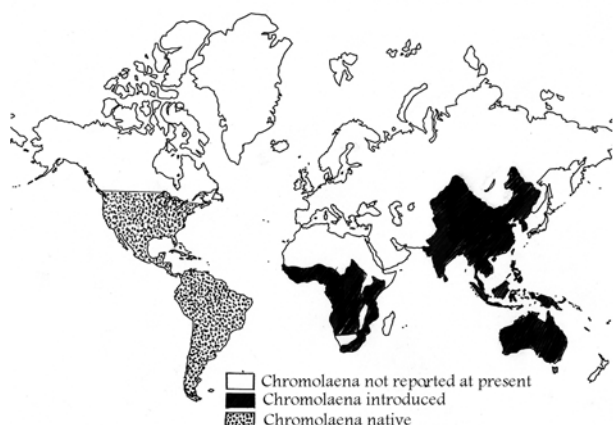 Chromolaena not reported at present
Chromolaena introduced
Chromolaena native